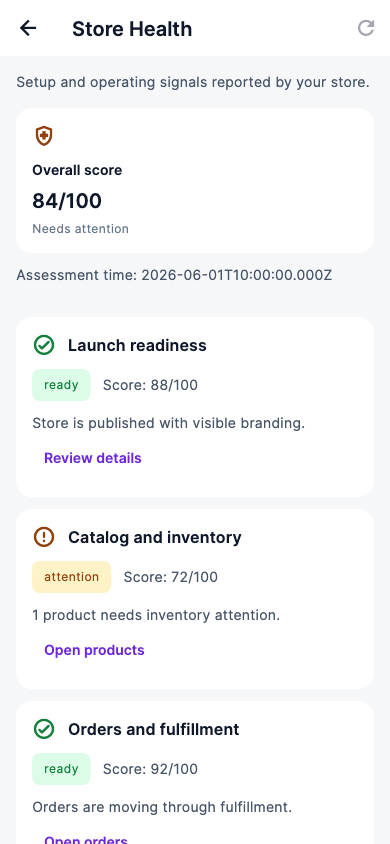 Store Health
Setup and operating signals reported by your store.
Overall score
84/100
Needs attention
Assessment time: 2026-06-01T10:00:00.000Z
Launch readiness
ready Score: 88/100
Store is published with visible branding.
Review details
Catalog and inventory
attention Score: 72/100
1 product needs inventory attention.
Open products
Orders and fulfillment
ready Score: 92/100
Orders are moving through fulfillment.
Open orders